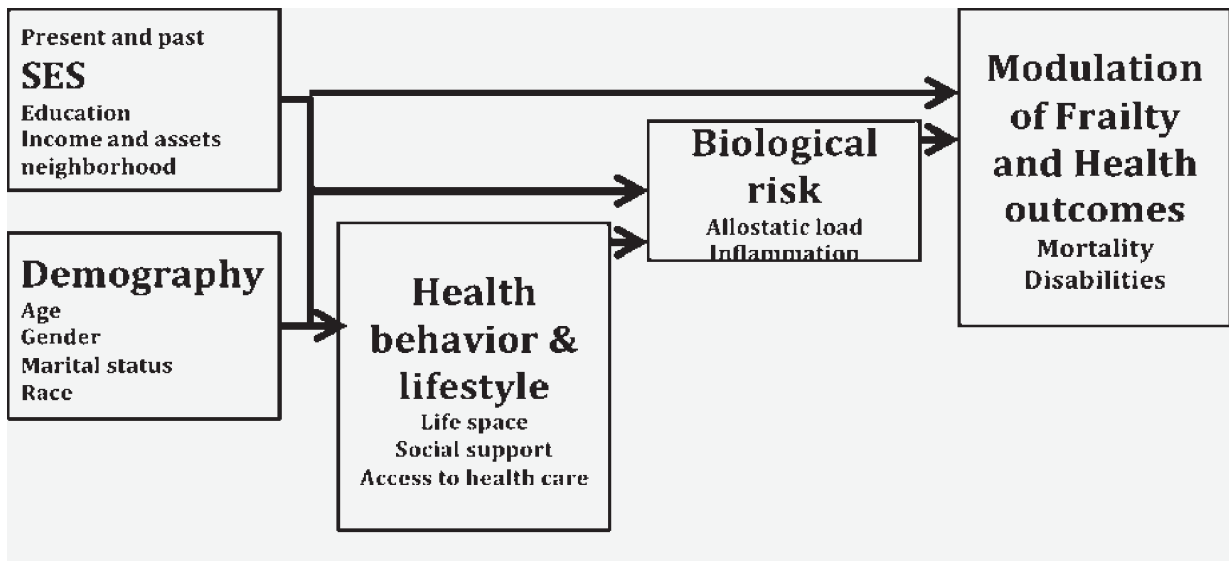 Present and past
SES
Education
Income and assets
neighborhood
Demography
Age
Gender
Marital status
Race
Health
behavior &
lifestyle
Life space
Social support
Access to health care
Biological
risk
Allostatic load
Inflammation
Modulation
of Frailty
and Health
outcomes
Mortality
Disabilities